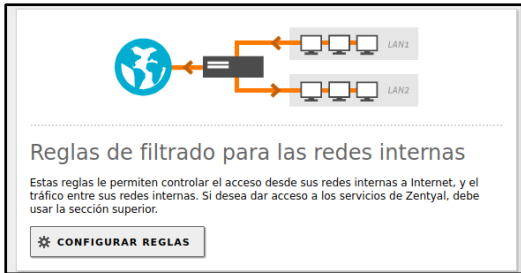 LAN1
LAN2
Reglas de filtrado para las redes internas
Estas reglas le permiten controlar el acceso desde sus redes internas a Internet, y el
tráfico entre sus redes internas. Si desea dar acceso a los servicios de Zentyal, debe
usar la sección superior.
CONFIGURAR REGLAS